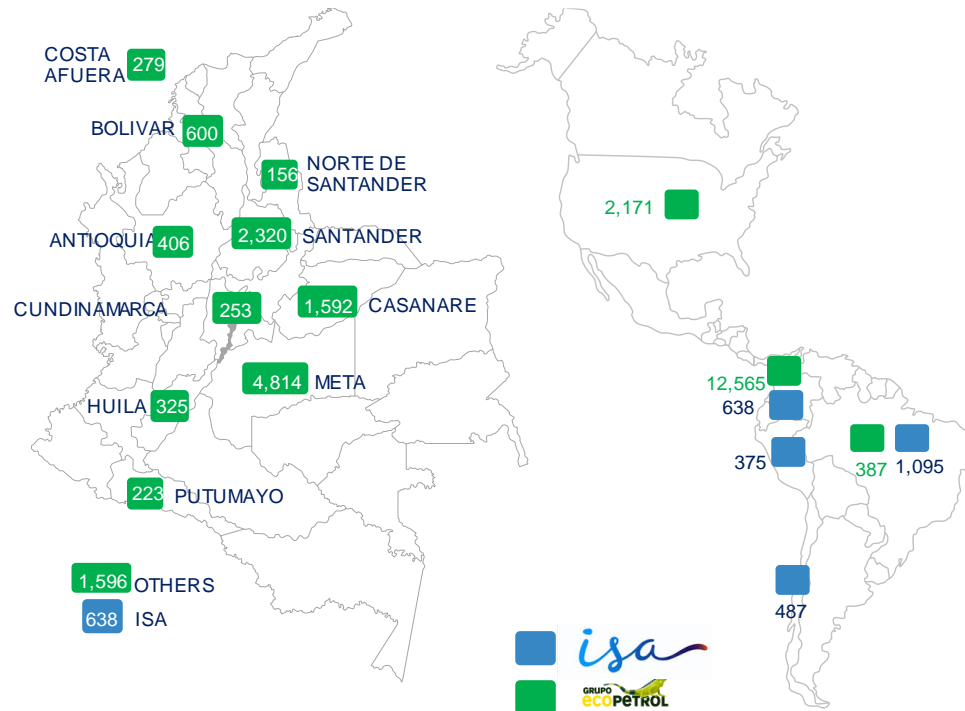 COSTA
AFUERA
279
BOLIVAR
600
156
NORTE DE
SANTANDER
ANTIOQUIA
406
2,320
SANTANDER
CUNDINAMARCA
253
1,592
CASANARE
4,814
META
HUILA
325
223
PUTUMAYO
1,596
OTHERS
638
ISA
2,171
12,565
638
375
387
1,095
487
isa
GRUPO
ecoPETROL